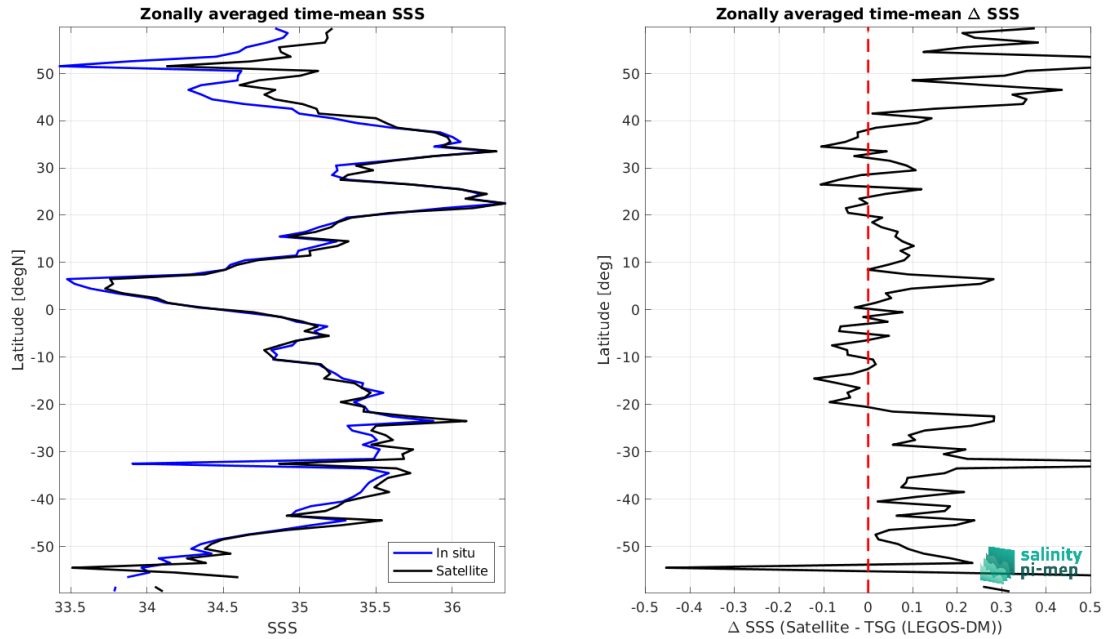 Zonally averaged time-mean SSS
50
40
30
20
10
0
-10
-20
-30
-40
-50
Latitude [degN]
33.5 34 34.5 35 35.5 36
SSS
In situ
Satellite
Zonally averaged time-mean Δ SSS
50
40
30
20
10
0
-10
-20
-30
-40
-50
Latitude [deg]
-0.5 -0.4 -0.3 -0.2 -0.1 0 0.1 0.2 0.3 0.4 0.5
Δ SSS (Satellite - TSG (LEGOS-DM))
salinity
pi-mep